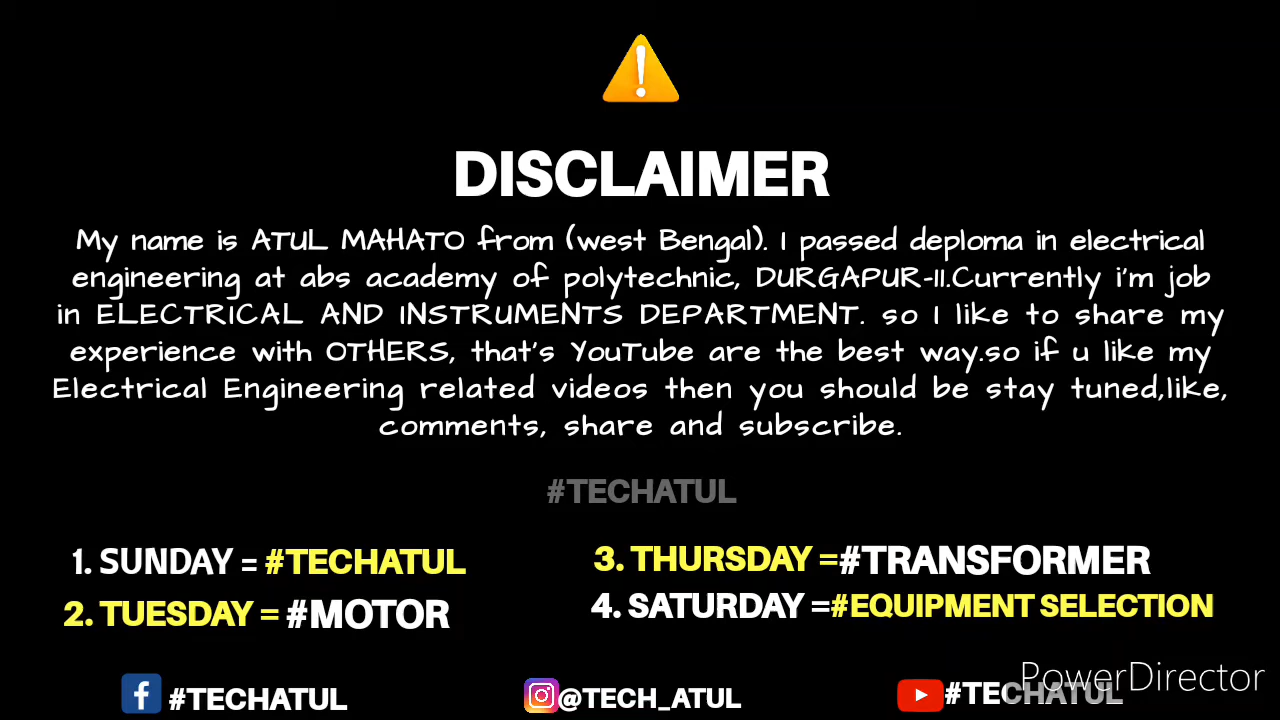 DISCLAIMER
My name is ATUL MAHATO from (west Bengal). I passed deploma in electrical
engineering at abs academy of polytechnic, DURGAPUR-II.Currently i'm job
in ELECTRICAL AND INSTRUMENTS DEPARTMENT. so I like to share my
experience with OTHERS, that's YouTube are the best way.so if u like my
Electrical Engineering related videos then you should be stay tuned,like,
comments, share and subscribe.
#TECHATUL
1. SUNDAY = #TECHATUL
2. TUESDAY = #MOTOR
3. THURSDAY =#TRANSFORMER
4. SATURDAY =#EQUIPMENT SELECTION
#TECHATUL
@TECH_ATUL
#TECHATUL
PowerDirector